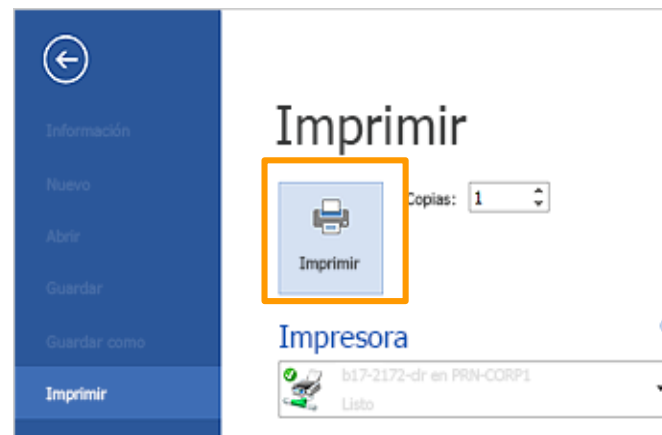 Información
Nuevo
Abrir
Guardar
Guardar como
Imprimir
Imprimir
Copias: 1
Imprimir
Impresora
b17-2172-dr en PRN-CORP1
Listo